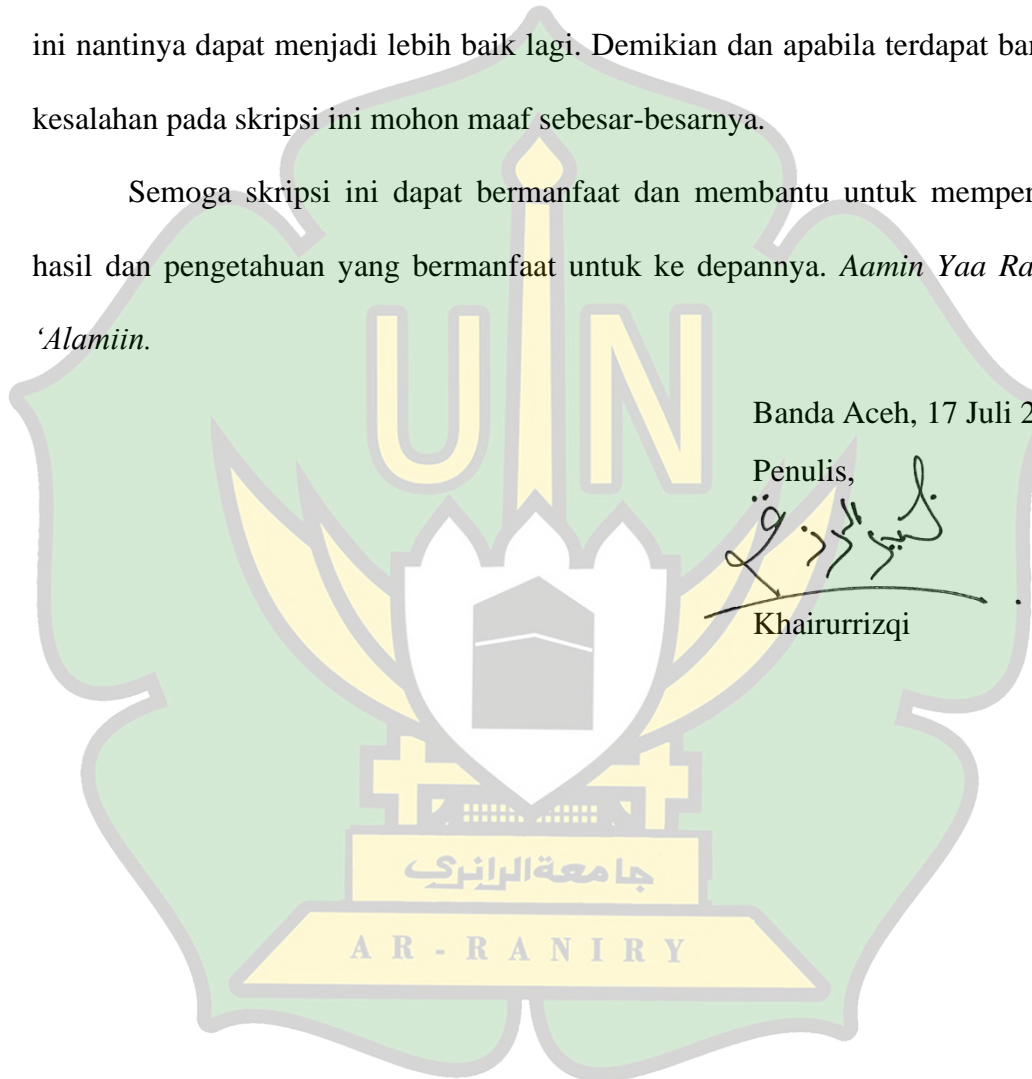 ini nantinya dapat menjadi lebih baik lagi. Demikian dan apabila terdapat
kesalahan pada skripsi ini mohon maaf sebesar-besarnya.
Semoga skripsi ini dapat bermanfaat dan membantu untuk
hasil dan pengetahuan yang bermanfaat untuk ke depannya. Aamin Yaa
‘Alamiin.
Banda Aceh, 17 Juli
Penulis,
Khairurrizqi
UIN
جامعةالرانري
AR-RANIRY